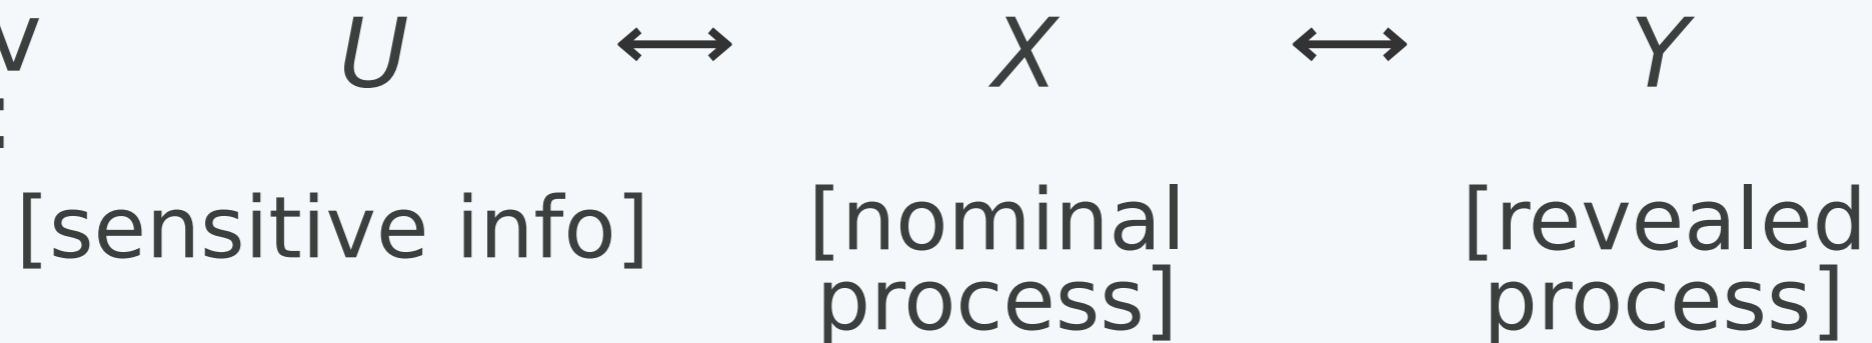 U ⟷ X ⟷ Y
[sensitive info] [nominal process] [revealed process]